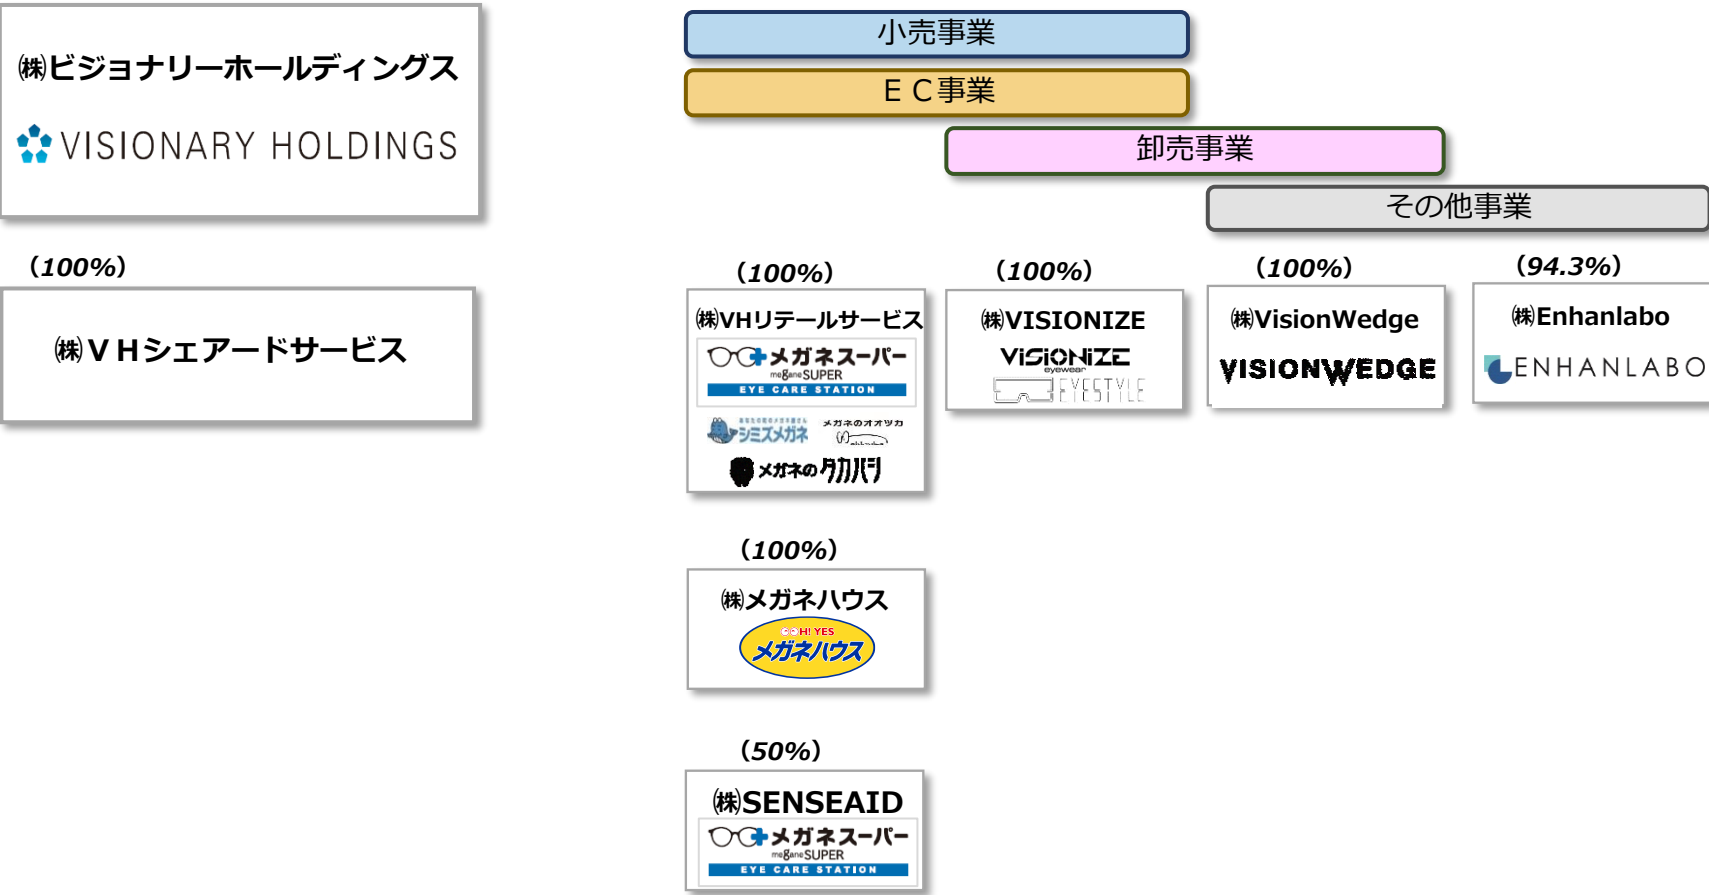 ㈱ビジョナリーホールディングス
VISIONARY HOLDINGS
(100%)
㈱ＶＨシェアードサービス
小売事業
ＥＣ事業
卸売事業
その他事業
(100%)
㈱VHリテールサービス
メガネスーパー
meganeSUPER
EYE CARE STATION
シミズメガネ
メガネのオオツカ
メガネのタカハシ
(100%)
㈱VISIONIZE
VISIONIZE
eyewear
EYESTYLE
(100%)
㈱VisionWedge
VISIONWEDGE
(94.3%)
㈱Enhanlabo
ENHANLABO
(100%)
㈱メガネハウス
OOH! YES
メガネハウス
(50%)
㈱SENSEAID
メガネスーパー
meganeSUPER
EYE CARE STATION